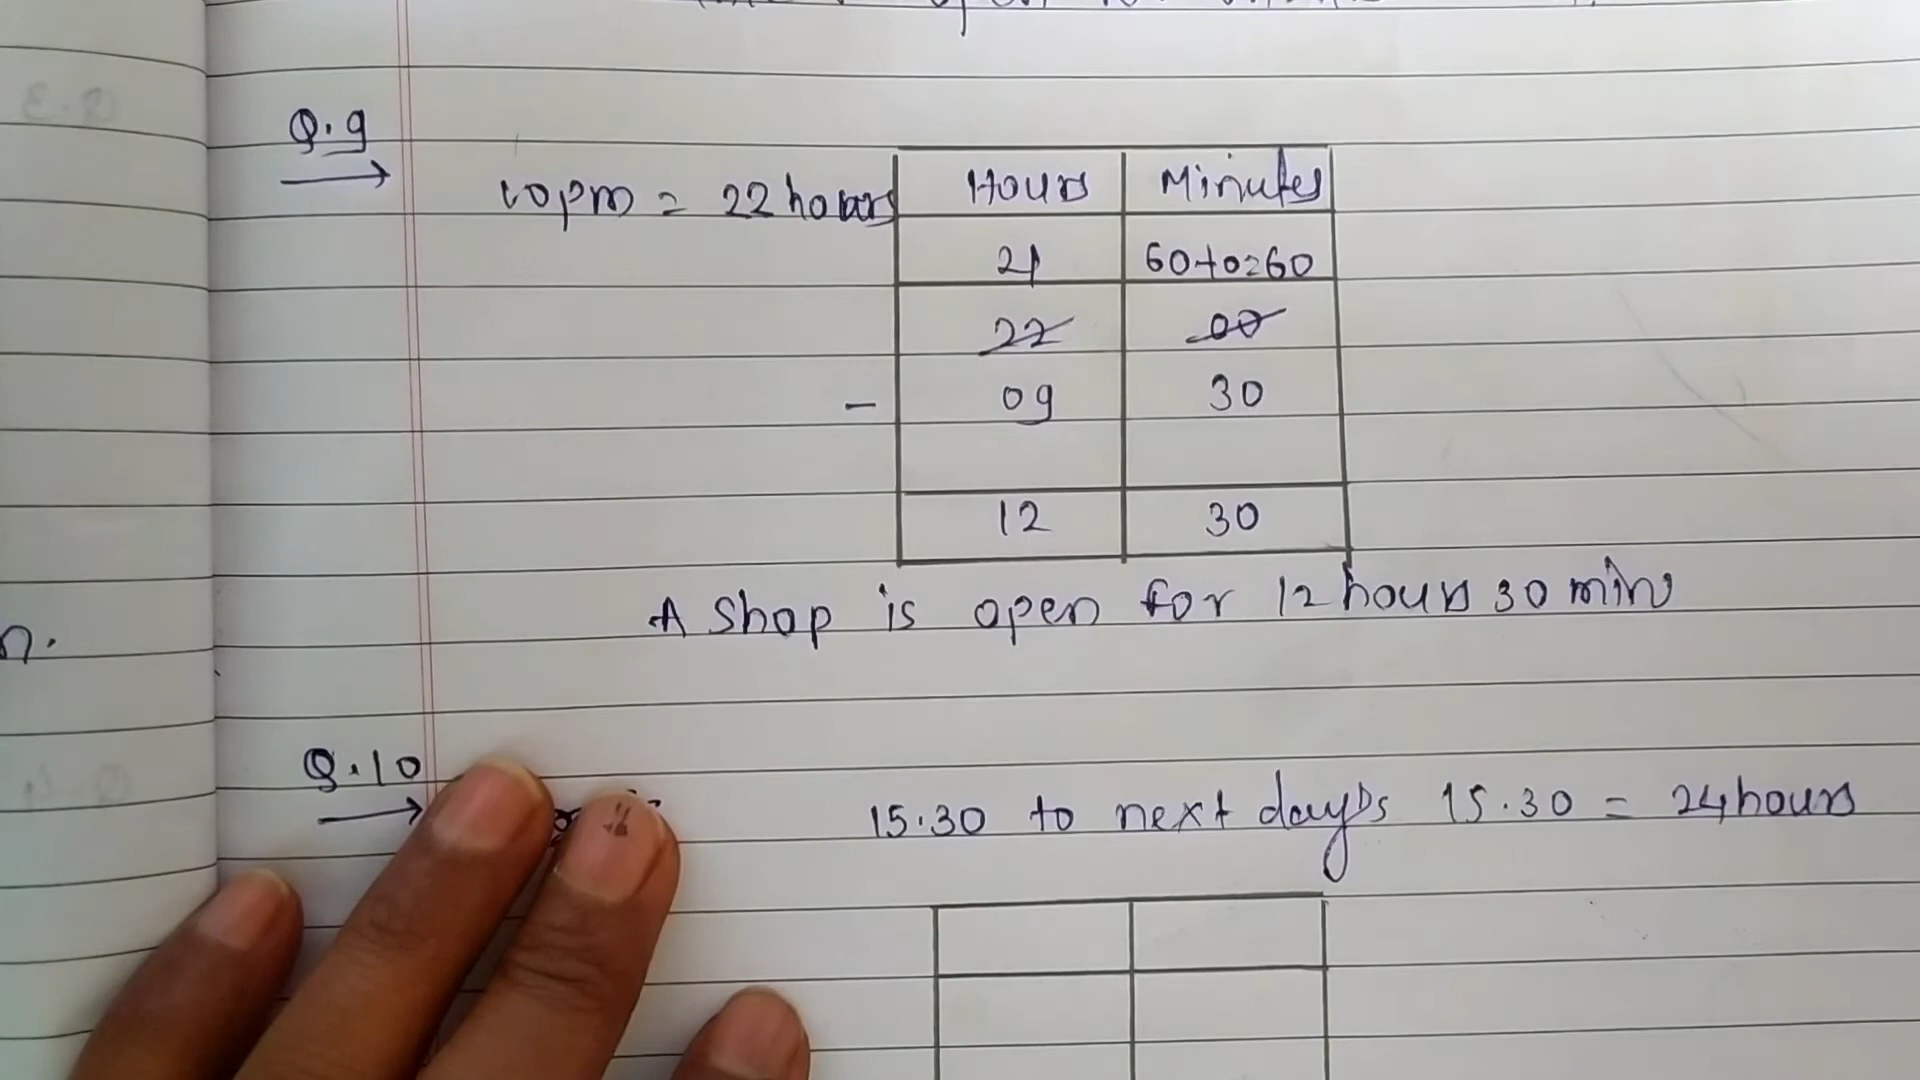 Q.9
10pm = 22 hours
Hours Minutes
21 60+0=60
22 00
- 09 30
12 30
A shop is open for 12 hours 30 min
n.
Q.10
15.30 to next day's 15.30 = 24 hours